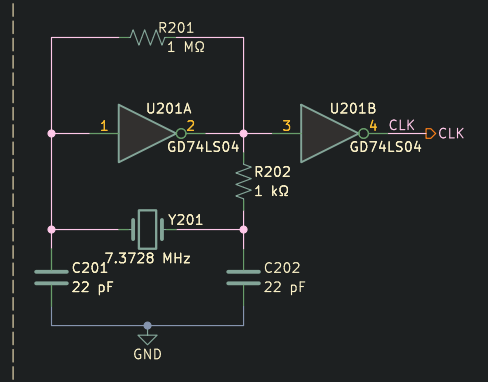 R201
1 MΩ
U201A
U201B
1
2
3
4
CLK
CLK
GD74LS04
GD74LS04
R202
1 kΩ
Y201
C201
7.3728 MHz
C202
22 pF
22 pF
GND